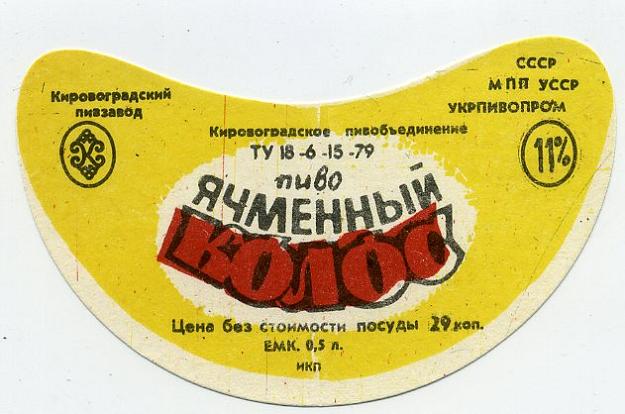 СССР
МПП УССР
УКРПИВОПРОМ
Кировоградский
пивзавод
Кировоградское пивобъединение
ТУ 18-6-15-79
11%
пиво
ЯЧМЕННЫЙ
КОЛОС
Цена без стоимости посуды 29 коп.
ЕМК. 0,5 л.
ИКП